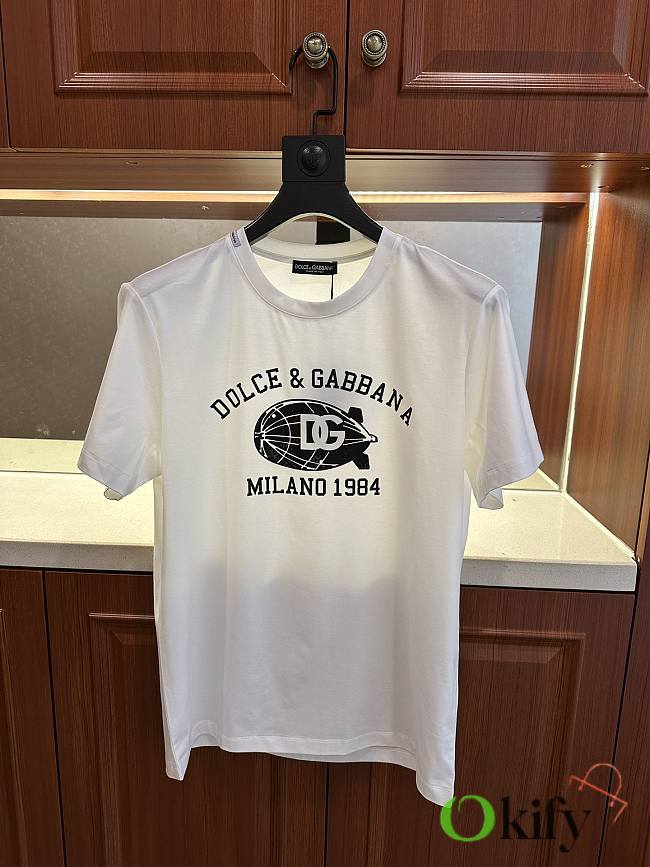 DOLCE & GABBANA
DOLCE & GABBANA
DG
MILANO 1984
Okify